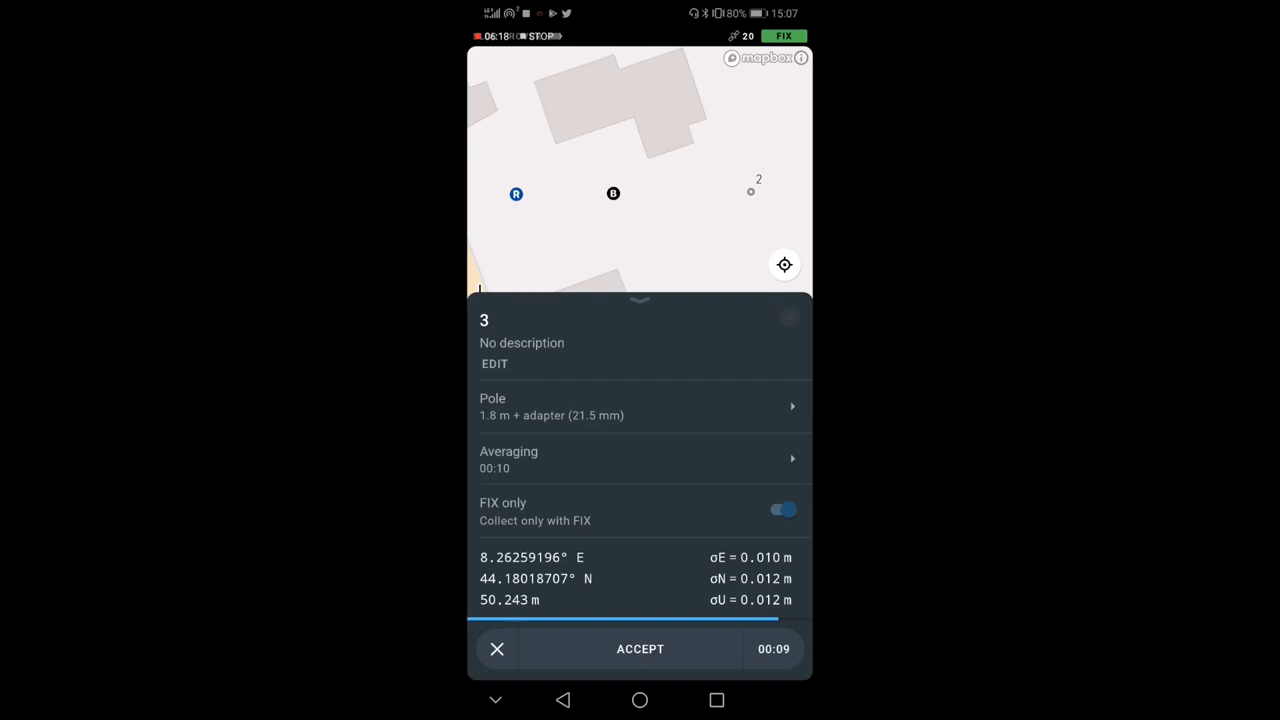 80% 15:07
06:18 STOP 20 FIX
mapbox
2
R B
3
No description
EDIT
Pole
1.8 m + adapter (21.5 mm)
Averaging
00:10
FIX only
Collect only with FIX
8.26259196° E σE = 0.010 m
44.18018707° N σN = 0.012 m
50.243 m σU = 0.012 m
ACCEPT 00:09